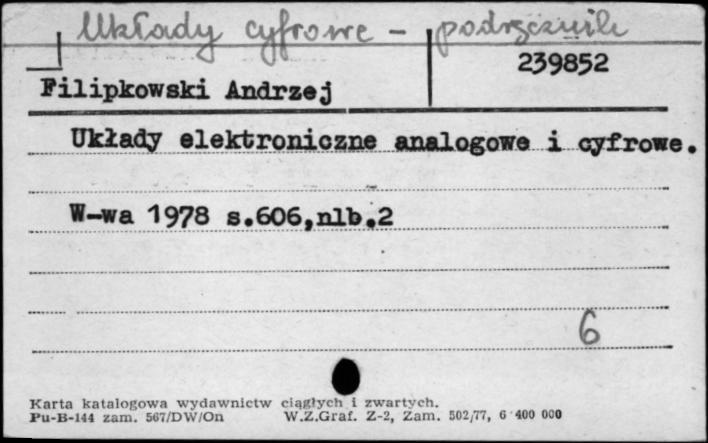 Układy cyfrowe - podręcznik
239852
Filipkowski Andrzej
Układy elektroniczne analogowe i cyfrowe.
W-wa 1978 s.606,nlb.2
6
Karta katalogowa wydawnictw ciągłych i zwartych.
Pu-B-144 zam. 567/DW/On W.Z.Graf. Z-2, Zam. 502/77, 6 400 000